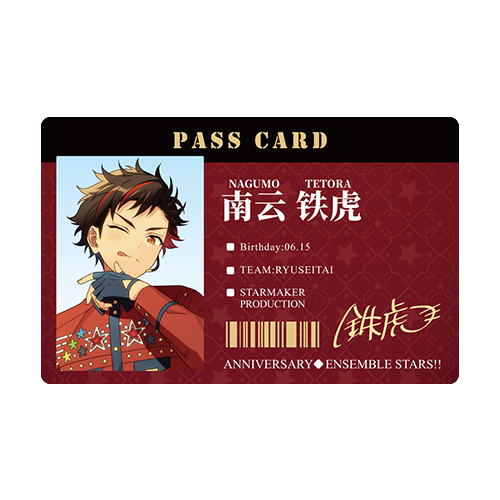 PASS CARD
NAGUMO TETORA
南云 铁虎
Birthday:06.15
TEAM:RYUSEITAI
STARMAKER
PRODUCTION
铁虎
ANNIVERSARY◆ENSEMBLE STARS!!